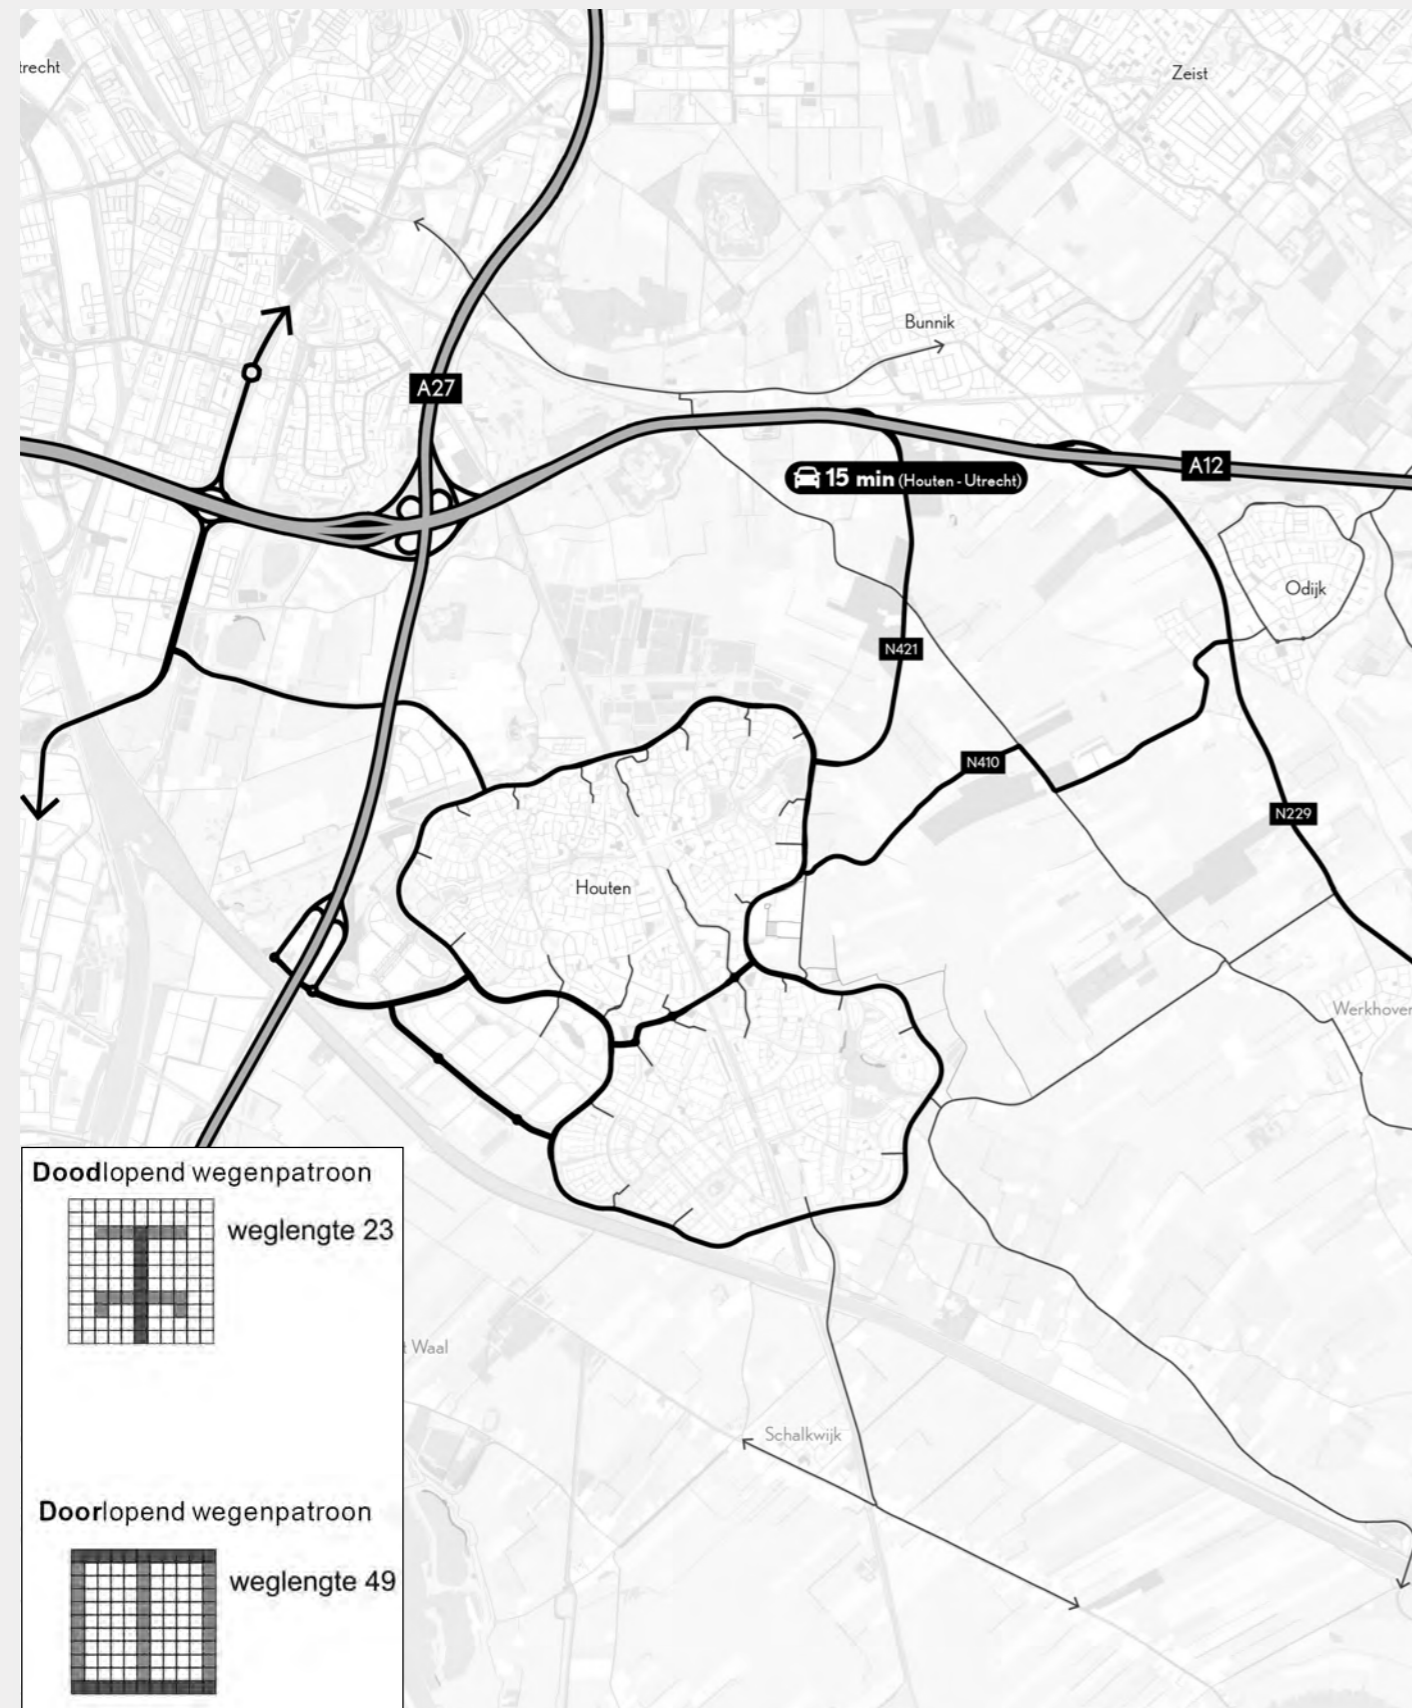 trecht
Zeist
Bunnik
A27
A12
15 min (Houten - Utrecht)
Odijk
N421
N410
N229
Houten
Werkhoven
Doodlopend wegenpatroon
weglengte 23
t Waal
Schalkwijk
Doorlopend wegenpatroon
weglengte 49